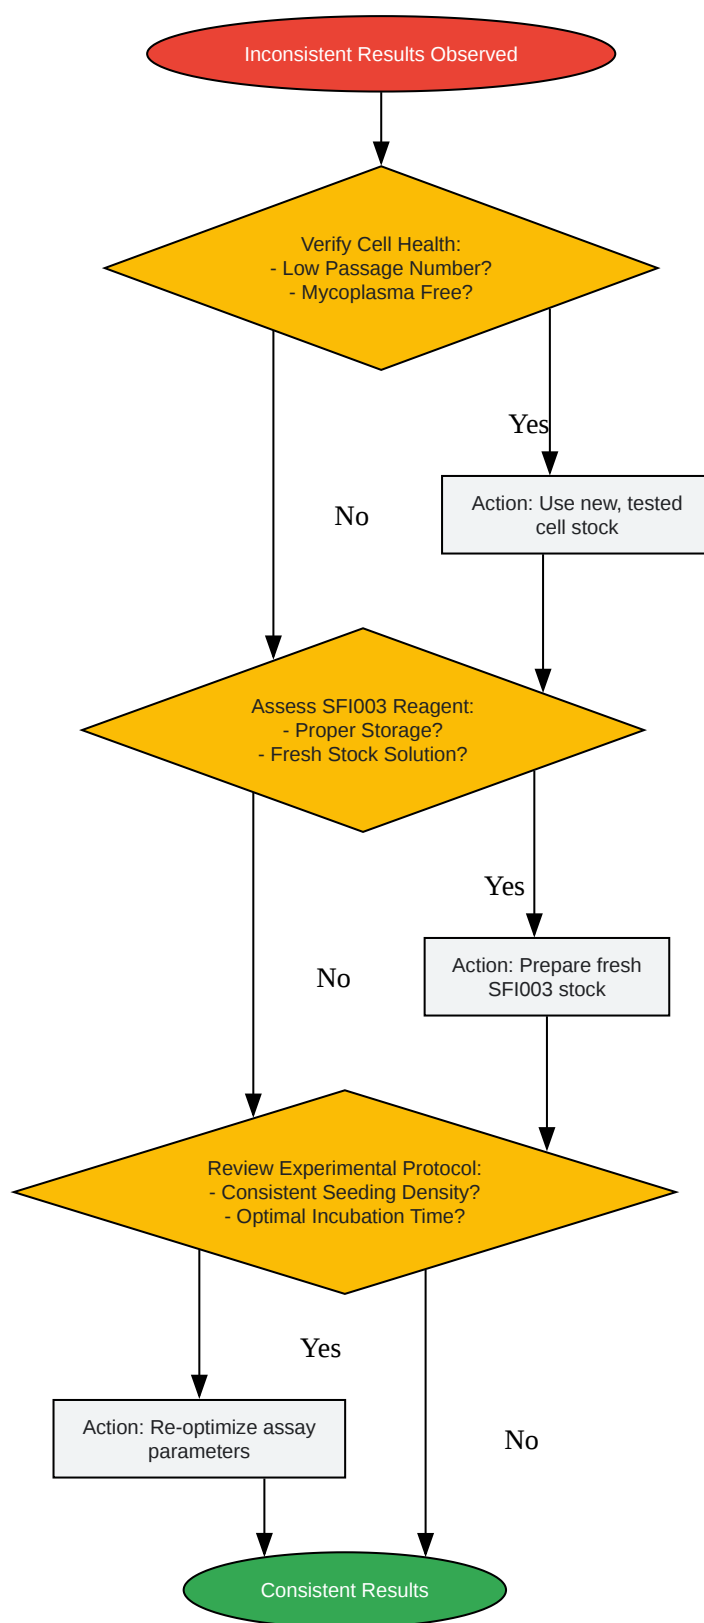 Inconsistent Results Observed
Verify Cell Health:
- Low Passage Number?
- Mycoplasma Free?
Yes
Action: Use new, tested
cell stock
No
Assess SFI003 Reagent:
- Proper Storage?
- Fresh Stock Solution?
Yes
Action: Prepare fresh
SFI003 stock
No
Review Experimental Protocol:
- Consistent Seeding Density?
- Optimal Incubation Time?
Yes
Action: Re-optimize assay
parameters
No
Consistent Results